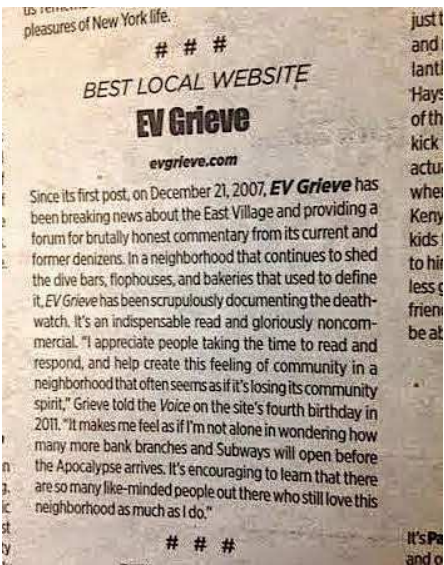 pleasures of New York life.
# # #
BEST LOCAL WEBSITE
EV Grieve
evgrieve.com
Since its first post, on December 21, 2007, EV Grieve has
been breaking news about the East Village and providing a
forum for brutally honest commentary from its current and
former denizens. In a neighborhood that continues to shed
the dive bars, flophouses, and bakeries that used to define
it, EV Grieve has been scrupulously documenting the death-
watch. It's an indispensable read and gloriously noncom-
mercial. "I appreciate people taking the time to read and
respond, and help create this feeling of community in a
neighborhood that often seems as if it's losing its community
spirit," Grieve told the Voice on the site's fourth birthday in
2011. "It makes me feel as if I'm not alone in wondering how
many more bank branches and Subways will open before
the Apocalypse arrives. It's encouraging to learn that there
are so many like-minded people out there who still love this
neighborhood as much as I do."
# # #
just
and
of th
kick
actu
when
Keny
kids
to hi
less
frien
be ab
It's Pa
and o